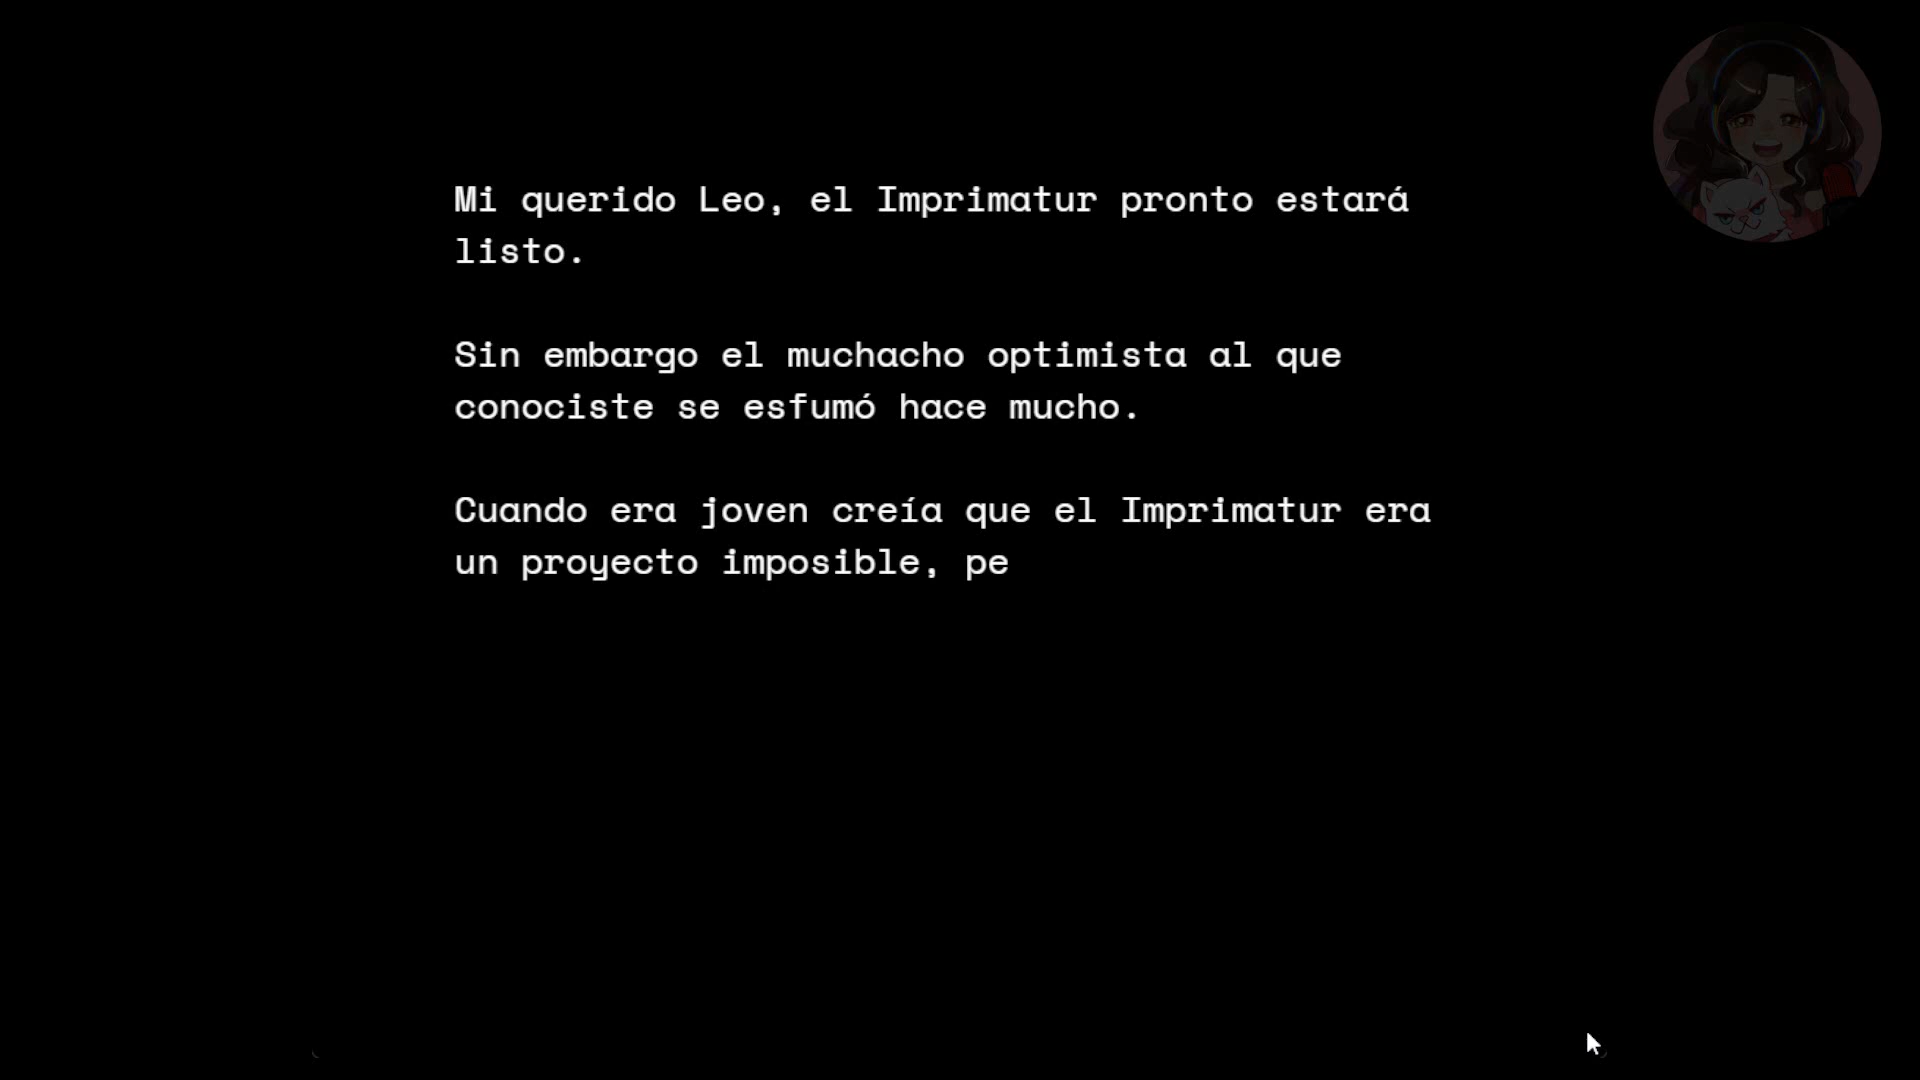 Mi querido Leo, el Imprimatur pronto estará
listo.
Sin embargo el muchacho optimista al que
conociste se esfumó hace mucho.
Cuando era joven creía que el Imprimatur era
un proyecto imposible, pe